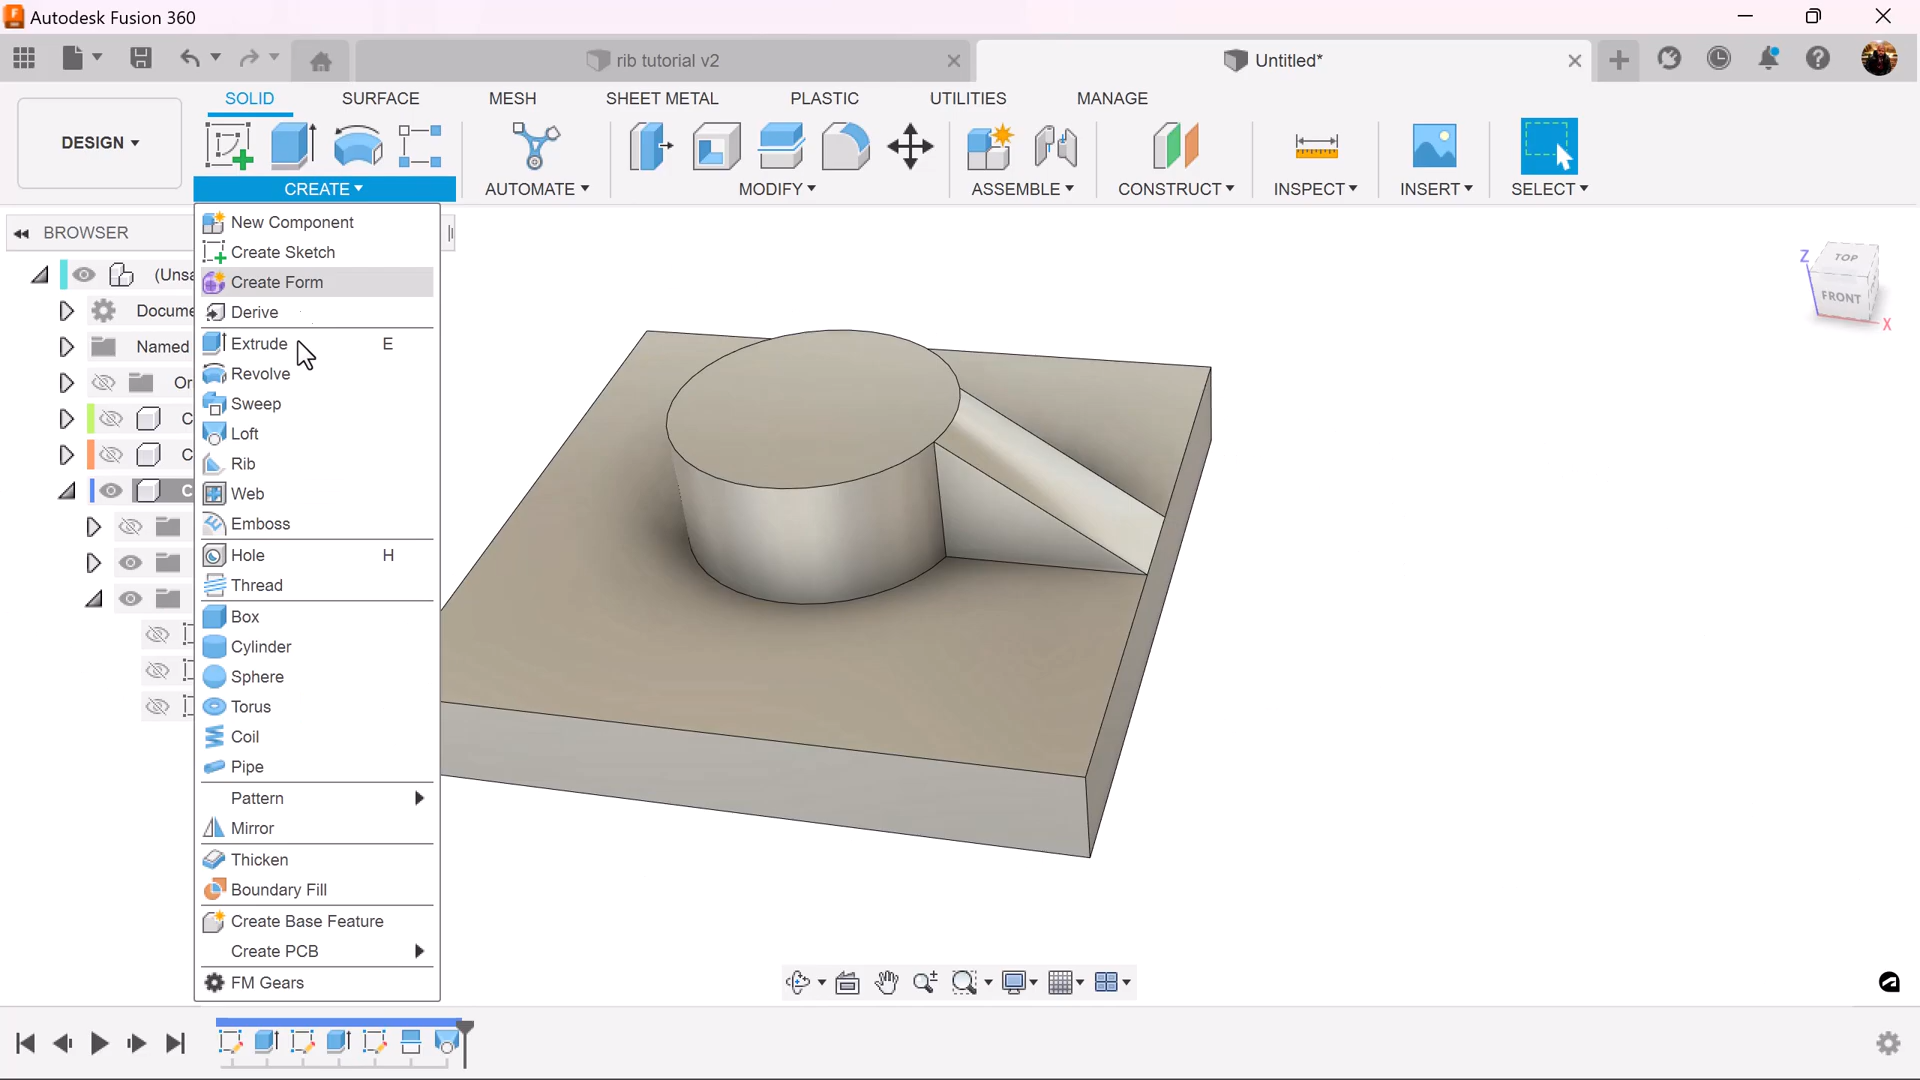 Autodesk Fusion 360
rib tutorial v2
Untitled*
SOLID SURFACE MESH SHEET METAL PLASTIC UTILITIES MANAGE
DESIGN
CREATE AUTOMATE MODIFY ASSEMBLE CONSTRUCT INSPECT INSERT SELECT
BROWSER
(Unsa
Docume
Named
Or
C
C
C
New Component
Create Sketch
Create Form
Derive
Extrude E
Revolve
Sweep
Loft
Rib
Web
Emboss
Hole H
Thread
Box
Cylinder
Sphere
Torus
Coil
Pipe
Pattern
Mirror
Thicken
Boundary Fill
Create Base Feature
Create PCB
FM Gears
Z
TOP
FRONT
X